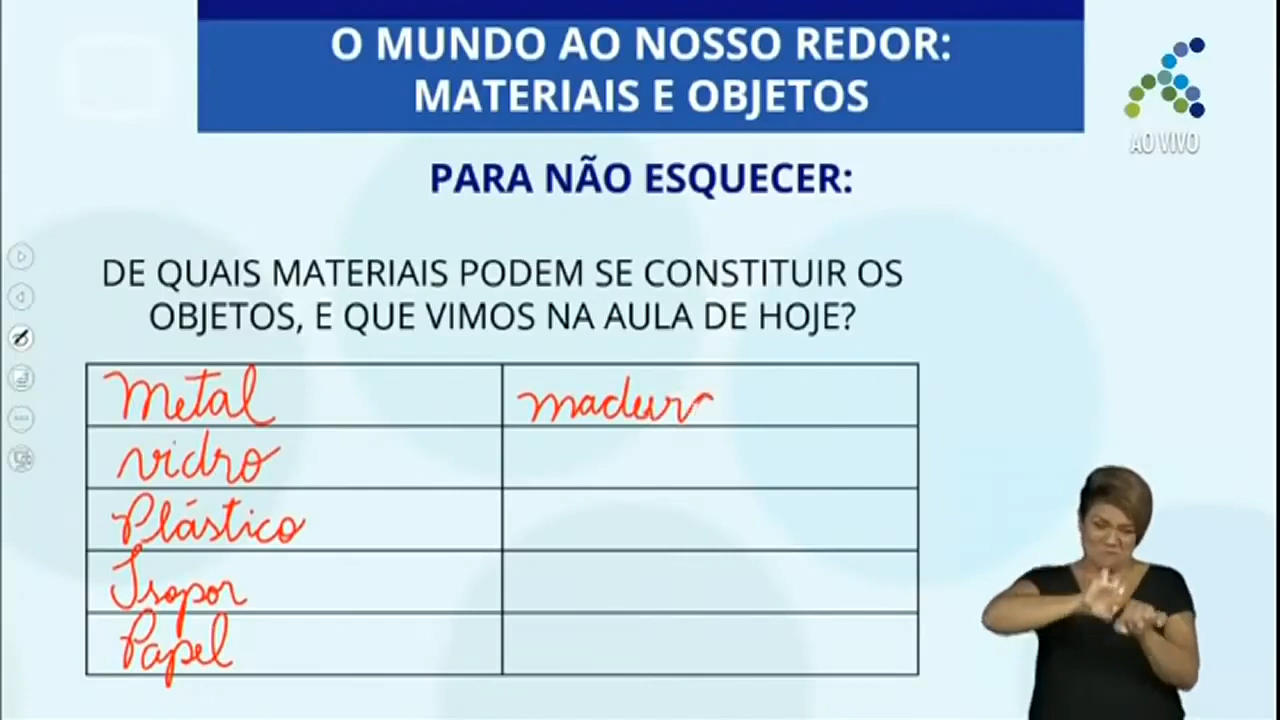 O MUNDO AO NOSSO REDOR:
MATERIAIS E OBJETOS
AO VIVO
PARA NÃO ESQUECER:
DE QUAIS MATERIAIS PODEM SE CONSTITUIR OS
OBJETOS, E QUE VIMOS NA AULA DE HOJE?
Metal
madeir
vidro
Plástico
Isopor
Papel